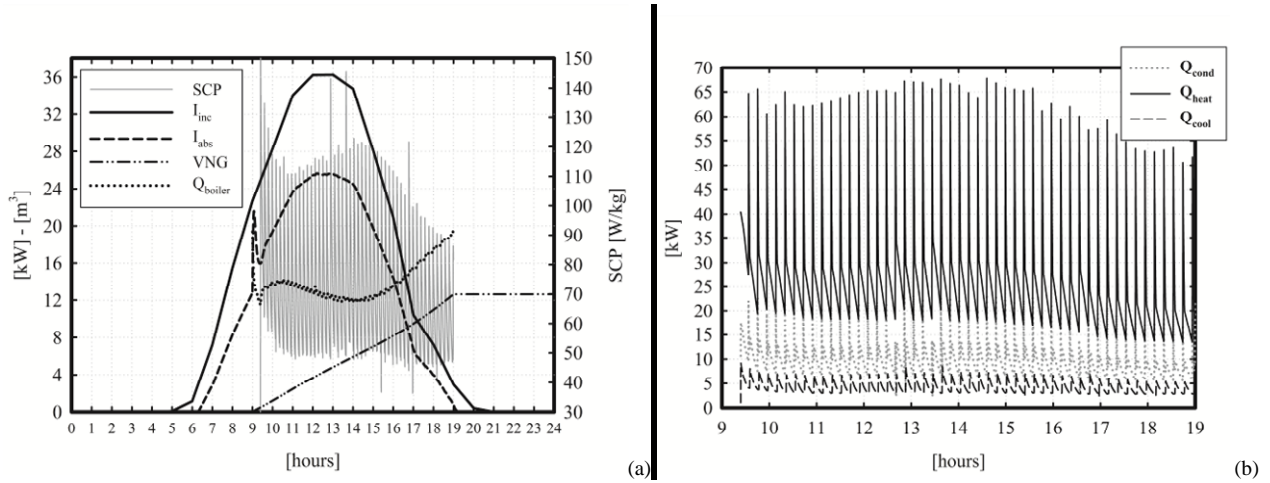 36
32
28
24
20
16
12
8
4
0
[kW] - [m³]
SCP
I_inc
I_abs
VNG
Q_boiler
150
140
130
120
110
100
90
80
70
60
50
40
30
SCP [W/kg]
0 1 2 3 4 5 6 7 8 9 10 11 12 13 14 15 16 17 18 19 20 21 22 23 24
[hours]
(a)
70
65
60
55
50
45
40
35
30
25
20
15
10
5
0
[kW]
Q_cond
Q_heat
Q_cool
9 10 11 12 13 14 15 16 17 18 19
[hours]
(b)